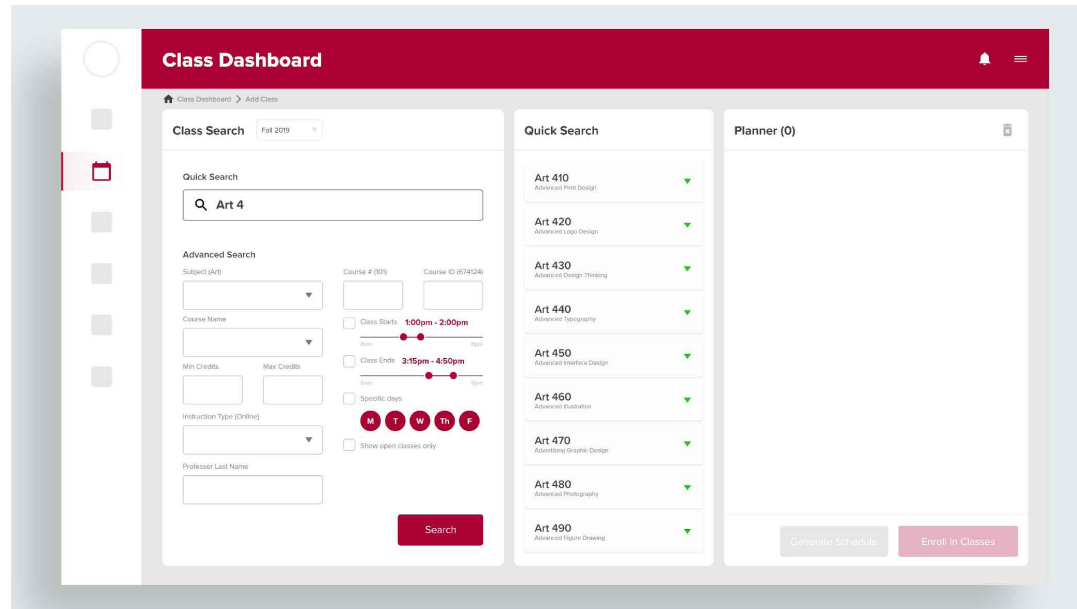 Class Dashboard
Class Dashboard > Add Class
Class Search
Fall 2019
Quick Search
Art 4
Advanced Search
Subject (Art)
Course # (101)
Course ID (674124)
Course Name
Class Starts 1:00pm - 2:00pm
8am 9pm
Min Credits
Max Credits
Class Ends 3:15pm - 4:50pm
8am 9pm
Specific days
M T W Th F
Instruction Type (Online)
Show open classes only
Professor Last Name
Search
Quick Search
Art 410
Advanced Print Design
Art 420
Advanced Logo Design
Art 430
Advanced Design Thinking
Art 440
Advanced Typography
Art 450
Advanced Interface Design
Art 460
Advanced Illustration
Art 470
Advertising Graphic Design
Art 480
Advanced Photography
Art 490
Advanced Figure Drawing
Planner (0)
Generate Schedule
Enroll In Classes